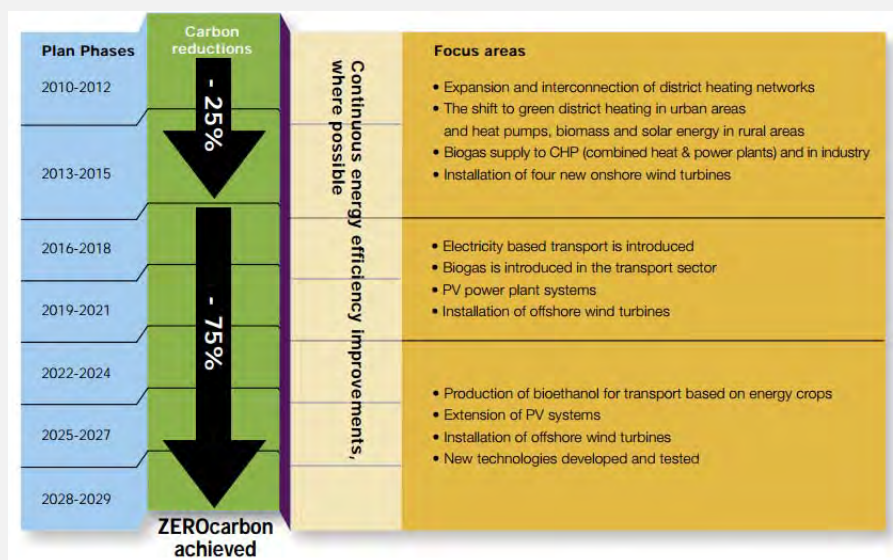 Plan Phases
Carbon
reductions
Focus areas
2010-2012
2013-2015
2016-2018
2019-2021
2022-2024
2025-2027
2028-2029
- 25%
- 75%
ZEROcarbon
achieved
Continuous energy efficiency improvements,
where possible
• Expansion and interconnection of district heating networks
• The shift to green district heating in urban areas
and heat pumps, biomass and solar energy in rural areas
• Biogas supply to CHP (combined heat & power plants) and in industry
• Installation of four new onshore wind turbines
• Electricity based transport is introduced
• Biogas is introduced in the transport sector
• PV power plant systems
• Installation of offshore wind turbines
• Production of bioethanol for transport based on energy crops
• Extension of PV systems
• Installation of offshore wind turbines
• New technologies developed and tested